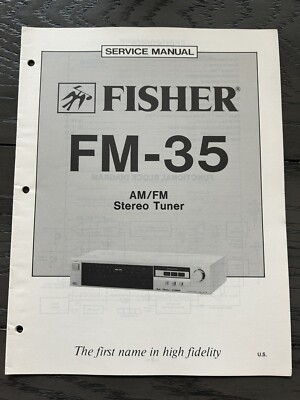 SERVICE MANUAL
FISHER®
FM-35
AM/FM
Stereo Tuner
The first name in high fidelity
U.S.